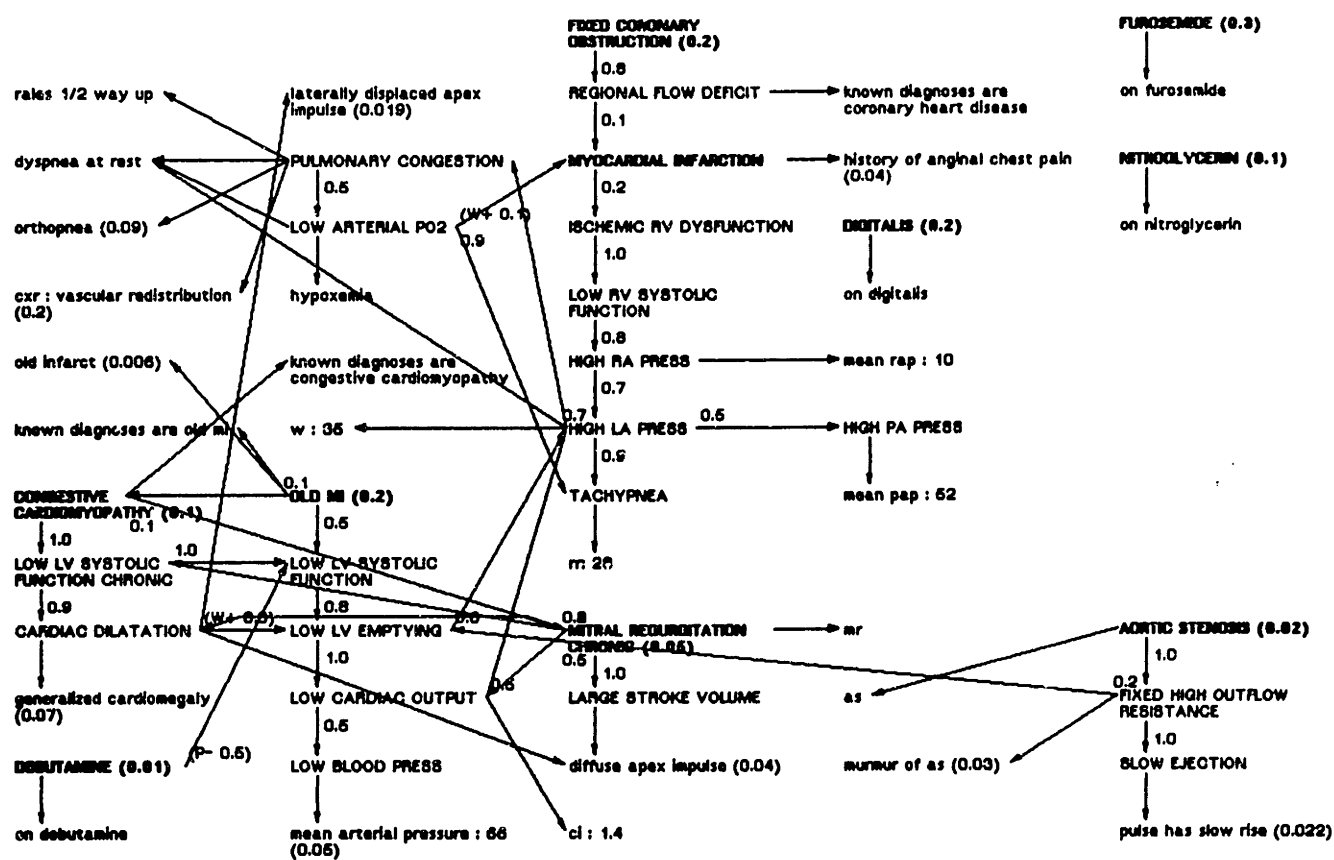 FIXED CORONARY
OBSTRUCTION (0.2)
FUROSEMIDE (0.3)
0.8
rales 1/2 way up
laterally displaced apex
impulse (0.019)
REGIONAL FLOW DEFICIT
known diagnoses are
coronary heart disease
on furosemide
0.1
dyspnea at rest
PULMONARY CONGESTION
MYOCARDIAL INFARCTION
history of anginal chest pain
(0.04)
NITROGLYCERIN (0.1)
0.5
0.2
(W+ 0.1)
orthopnea (0.09)
LOW ARTERIAL PO2
0.9
ISCHEMIC RV DYSFUNCTION
DIGITALIS (0.2)
on nitroglycerin
1.0
cxr : vascular redistribution
(0.2)
hypoxemia
LOW RV SYSTOLIC
FUNCTION
on digitalis
0.8
old infarct (0.006)
known diagnoses are
congestive cardiomyopathy
HIGH RA PRESS
mean rap : 10
0.7
0.7
0.5
known diagnoses are old mi
w : 35
HIGH LA PRESS
HIGH PA PRESS
0.9
0.1
CONGESTIVE
CARDIOMYOPATHY (0.1)
OLD MI (0.2)
TACHYPNEA
mean pap : 52
0.1
0.5
1.0
1.0
LOW LV SYSTOLIC
FUNCTION CHRONIC
LOW LV SYSTOLIC
FUNCTION
0.9
0.8
CARDIAC DILATATION
LOW LV EMPTYING
MITRAL REGURGITATION
CHRONIC (0.05)
mr
AORTIC STENOSIS (0.02)
1.0
0.5
1.0
1.0
0.2
generalized cardiomegaly
(0.07)
LOW CARDIAC OUTPUT
LARGE STROKE VOLUME
as
FIXED HIGH OUTFLOW
RESISTANCE
0.5
1.0
(P- 0.5)
DOBUTAMINE (0.01)
LOW BLOOD PRESS
diffuse apex impulse (0.04)
murmur of as (0.03)
SLOW EJECTION
on dobutamine
mean arterial pressure : 66
(0.05)
ci : 1.4
pulse has slow rise (0.022)